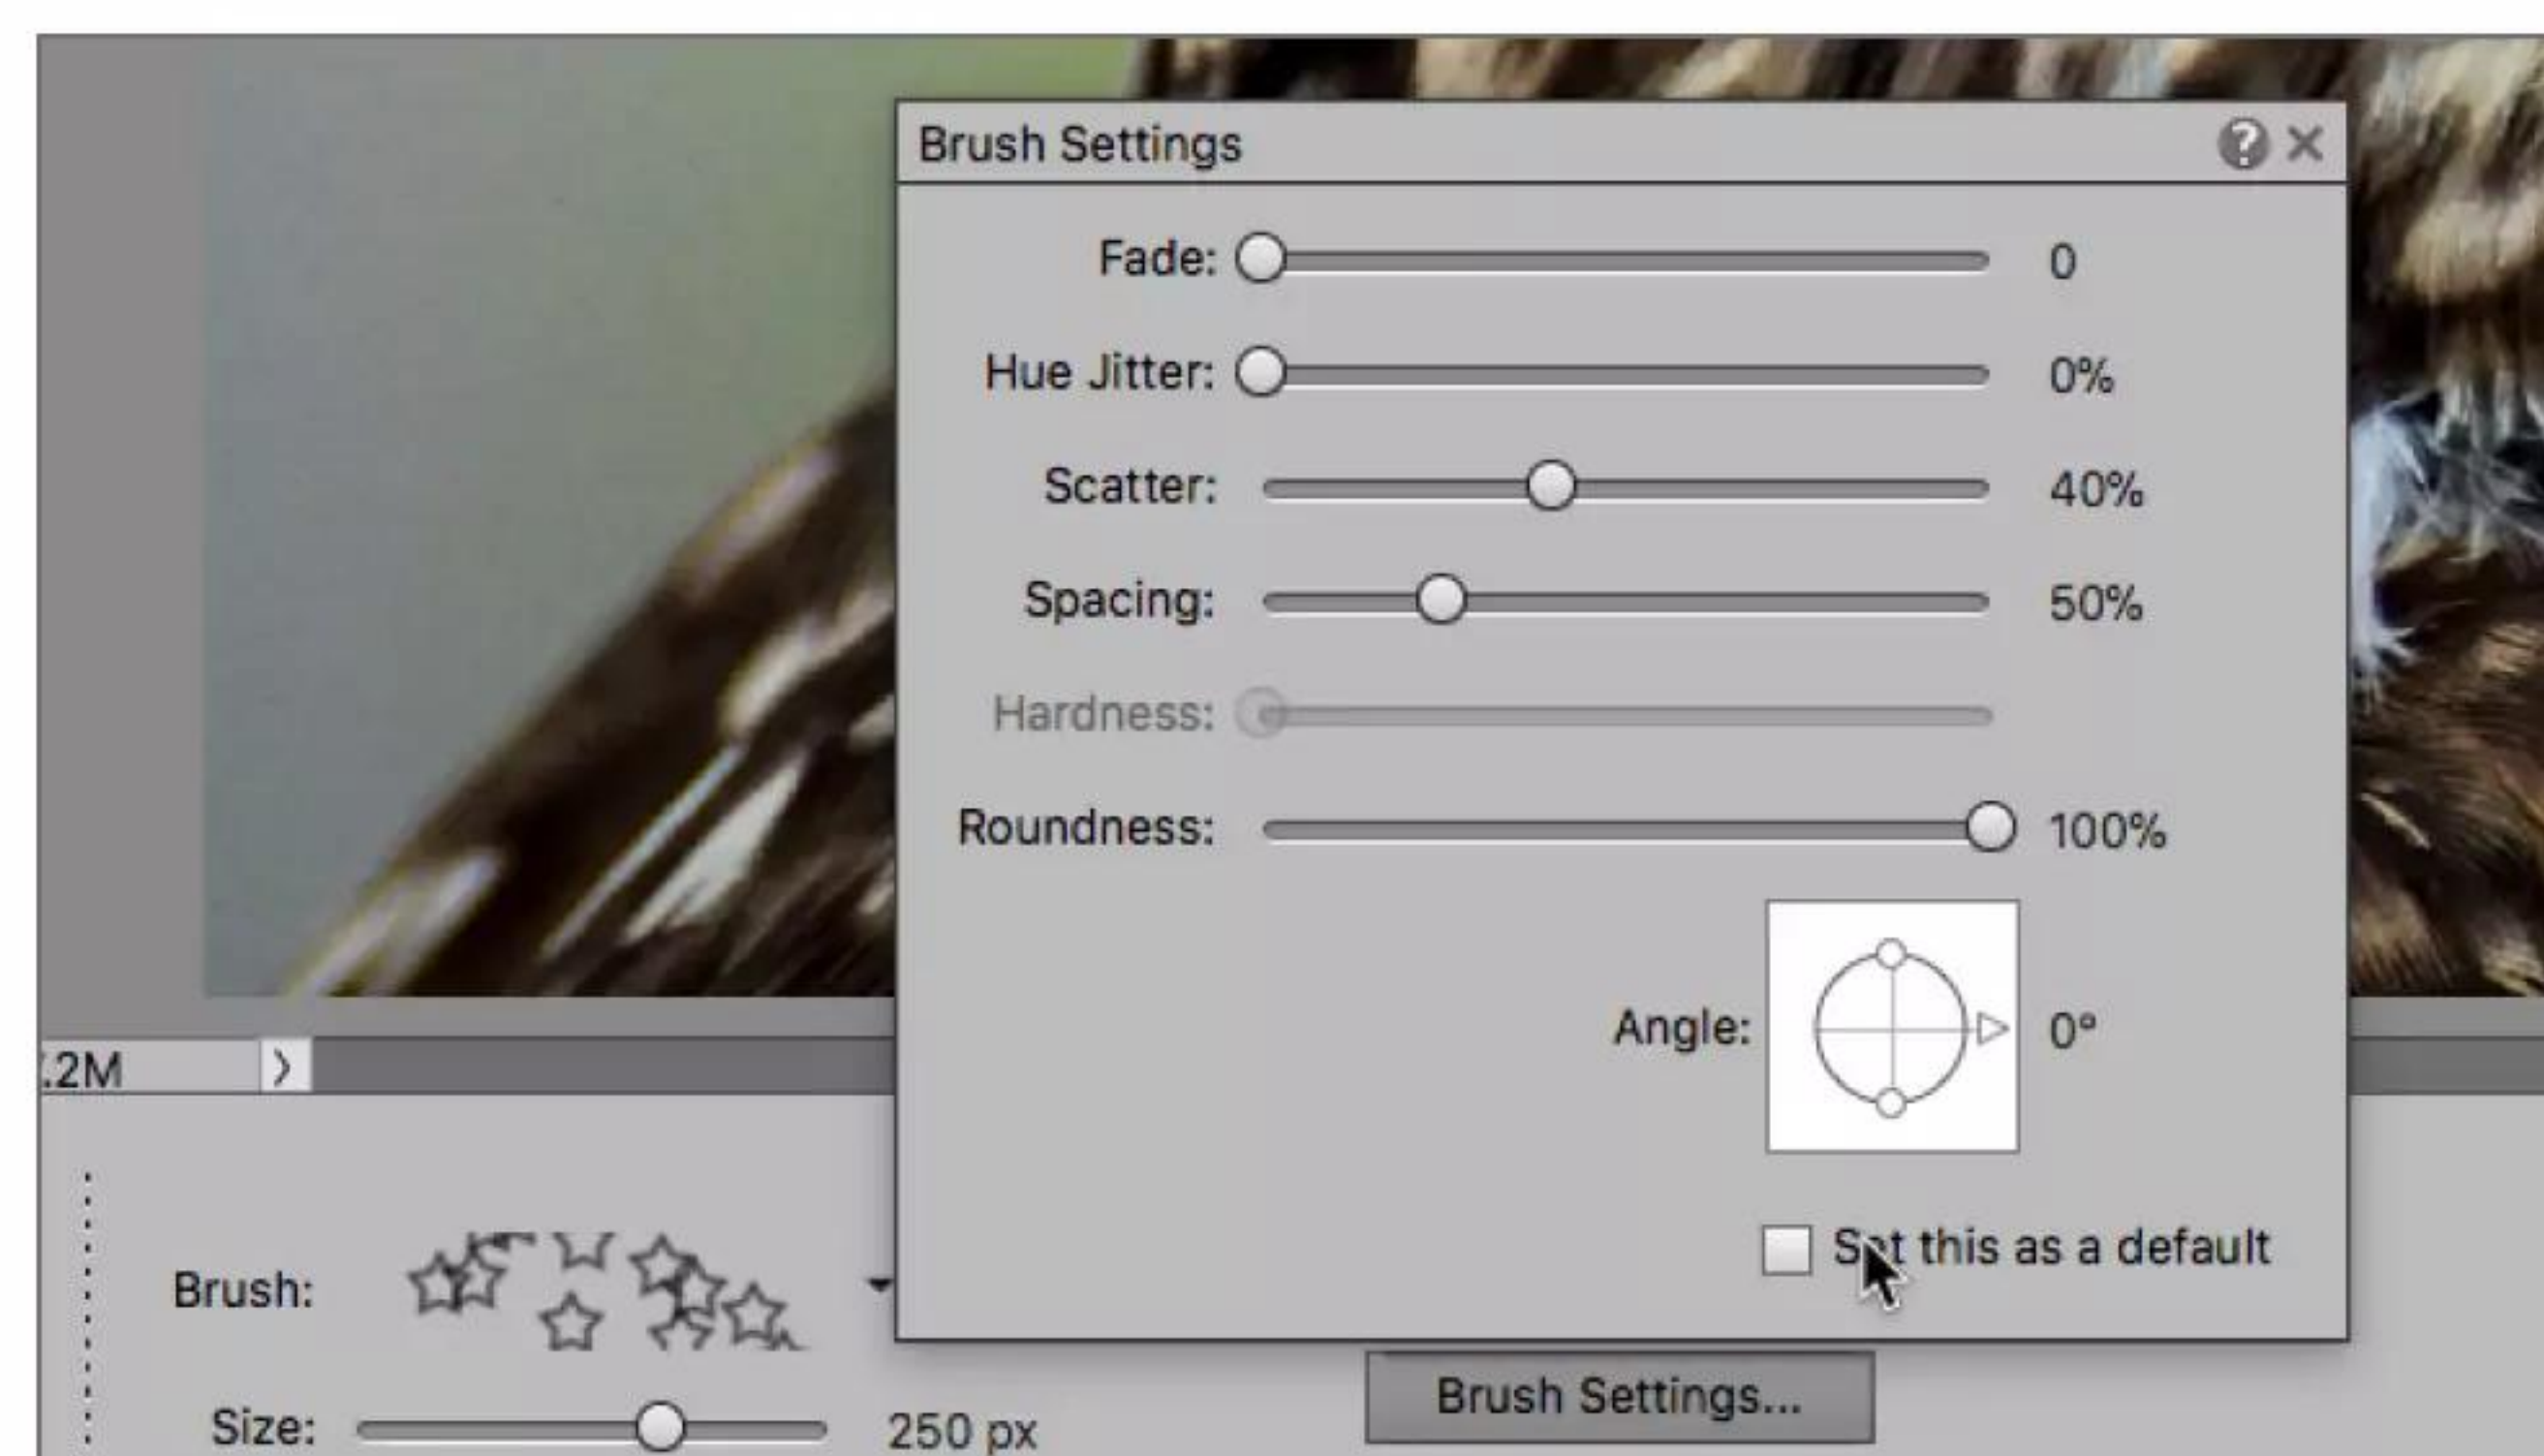 Brush Settings
Fade: 0
Hue Jitter: 0%
Scatter: 40%
Spacing: 50%
Hardness:
Roundness: 100%
Angle: 0°
.2M
Set this as a default
Brush:
Brush Settings...
Size: 250 px